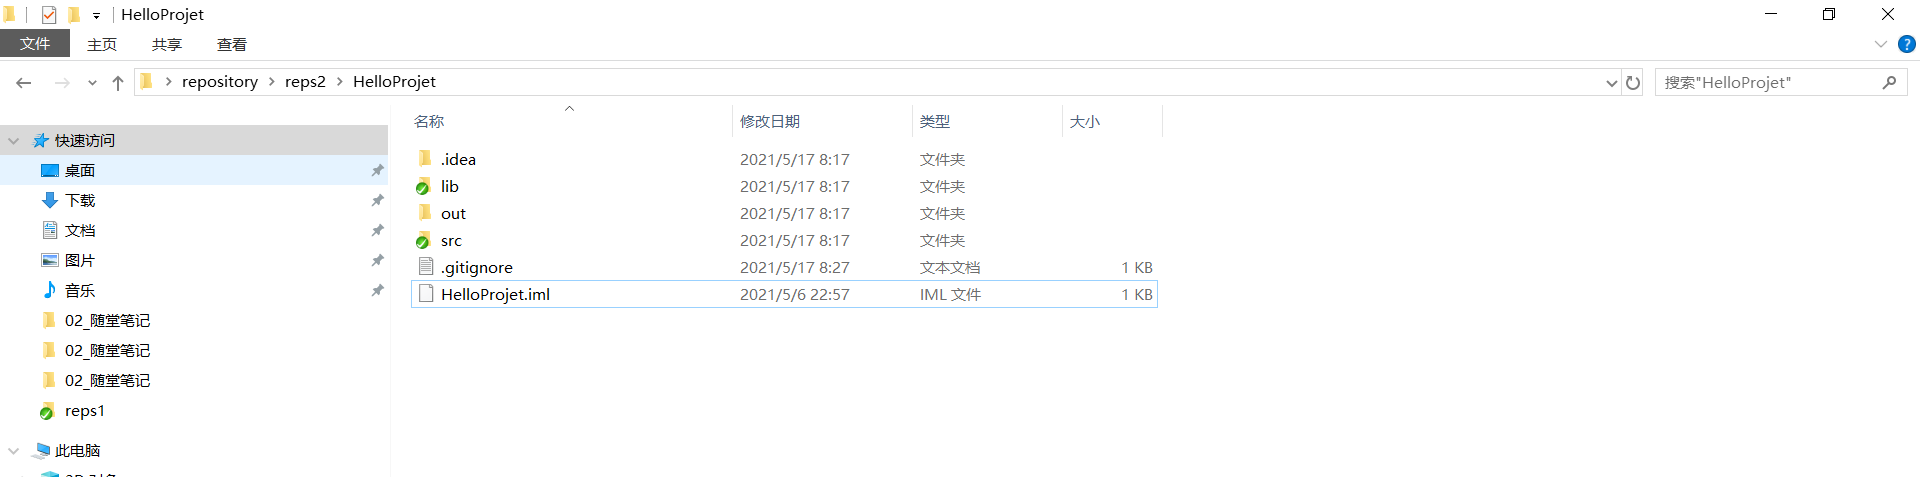 HelloProjet
文件 主页 共享 查看
repository reps2 HelloProjet 搜索"HelloProjet"
名称 修改日期 类型 大小
快速访问
桌面
下载
文档
图片
音乐
02_随堂笔记
02_随堂笔记
02_随堂笔记
reps1
此电脑
.idea 2021/5/17 8:17 文件夹
lib 2021/5/17 8:17 文件夹
out 2021/5/17 8:17 文件夹
src 2021/5/17 8:17 文件夹
.gitignore 2021/5/17 8:27 文本文档 1 KB
HelloProjet.iml 2021/5/6 22:57 IML 文件 1 KB